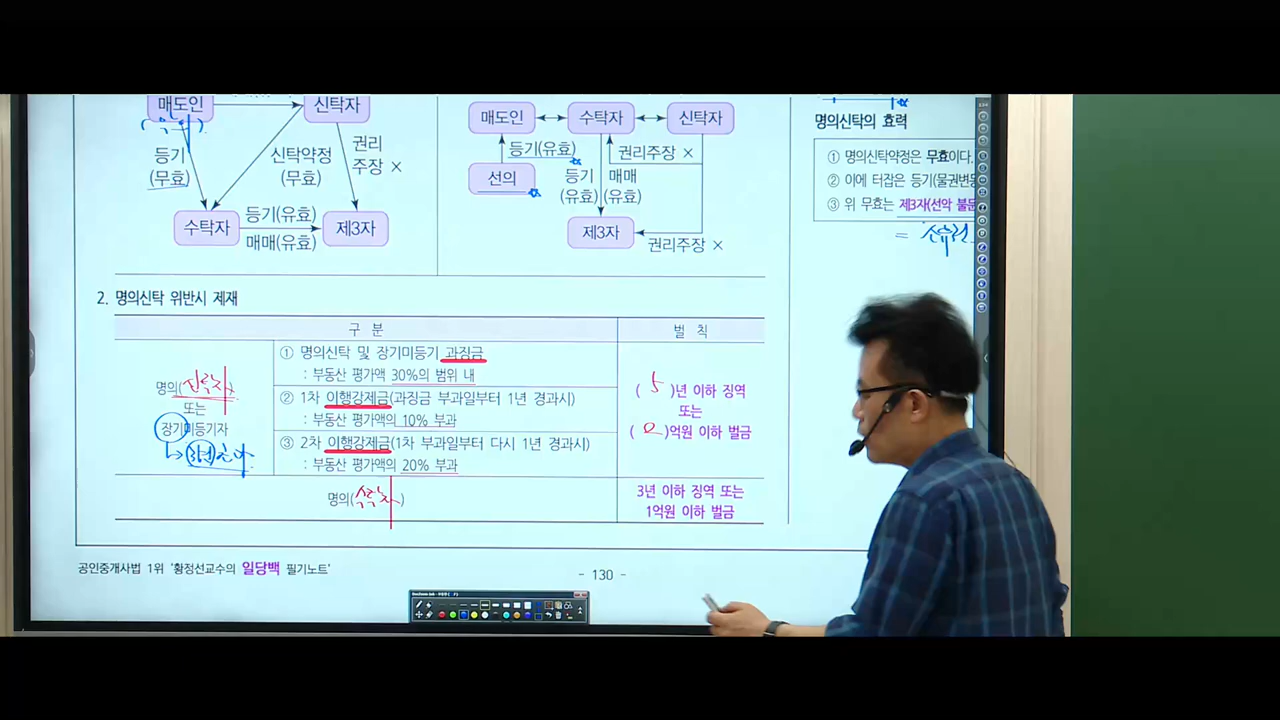 매도인
신탁자
(악의)
등기
(무효)
신탁약정
(무효)
권리
주장 ×
수탁자
등기(유효)
매매(유효)
제3자
매도인
수탁자
신탁자
등기(유효)
선의
권리주장 ×
등기 매매
(유효) (유효)
제3자
권리주장 ×
명의신탁의 효력
① 명의신탁약정은 무효이다.
② 이에 터잡은 등기(물권변동
③ 위 무효는 제3자(선악 불문
2. 명의신탁 위반시 제재
구 분
벌 칙
명의(신탁자)
또는
장기미등기자
① 명의신탁 및 장기미등기 과징금
: 부동산 평가액 30%의 범위 내
② 1차 이행강제금(과징금 부과일부터 1년 경과시)
: 부동산 평가액의 10% 부과
③ 2차 이행강제금(1차 부과일부터 다시 1년 경과시)
: 부동산 평가액의 20% 부과
( 5 )년 이하 징역
또는
( 2 )억원 이하 벌금
명의(수탁자)
3년 이하 징역 또는
1억원 이하 벌금
공인중개사법 1위 '황정선교수의 일당백 필기노트'
- 130 -